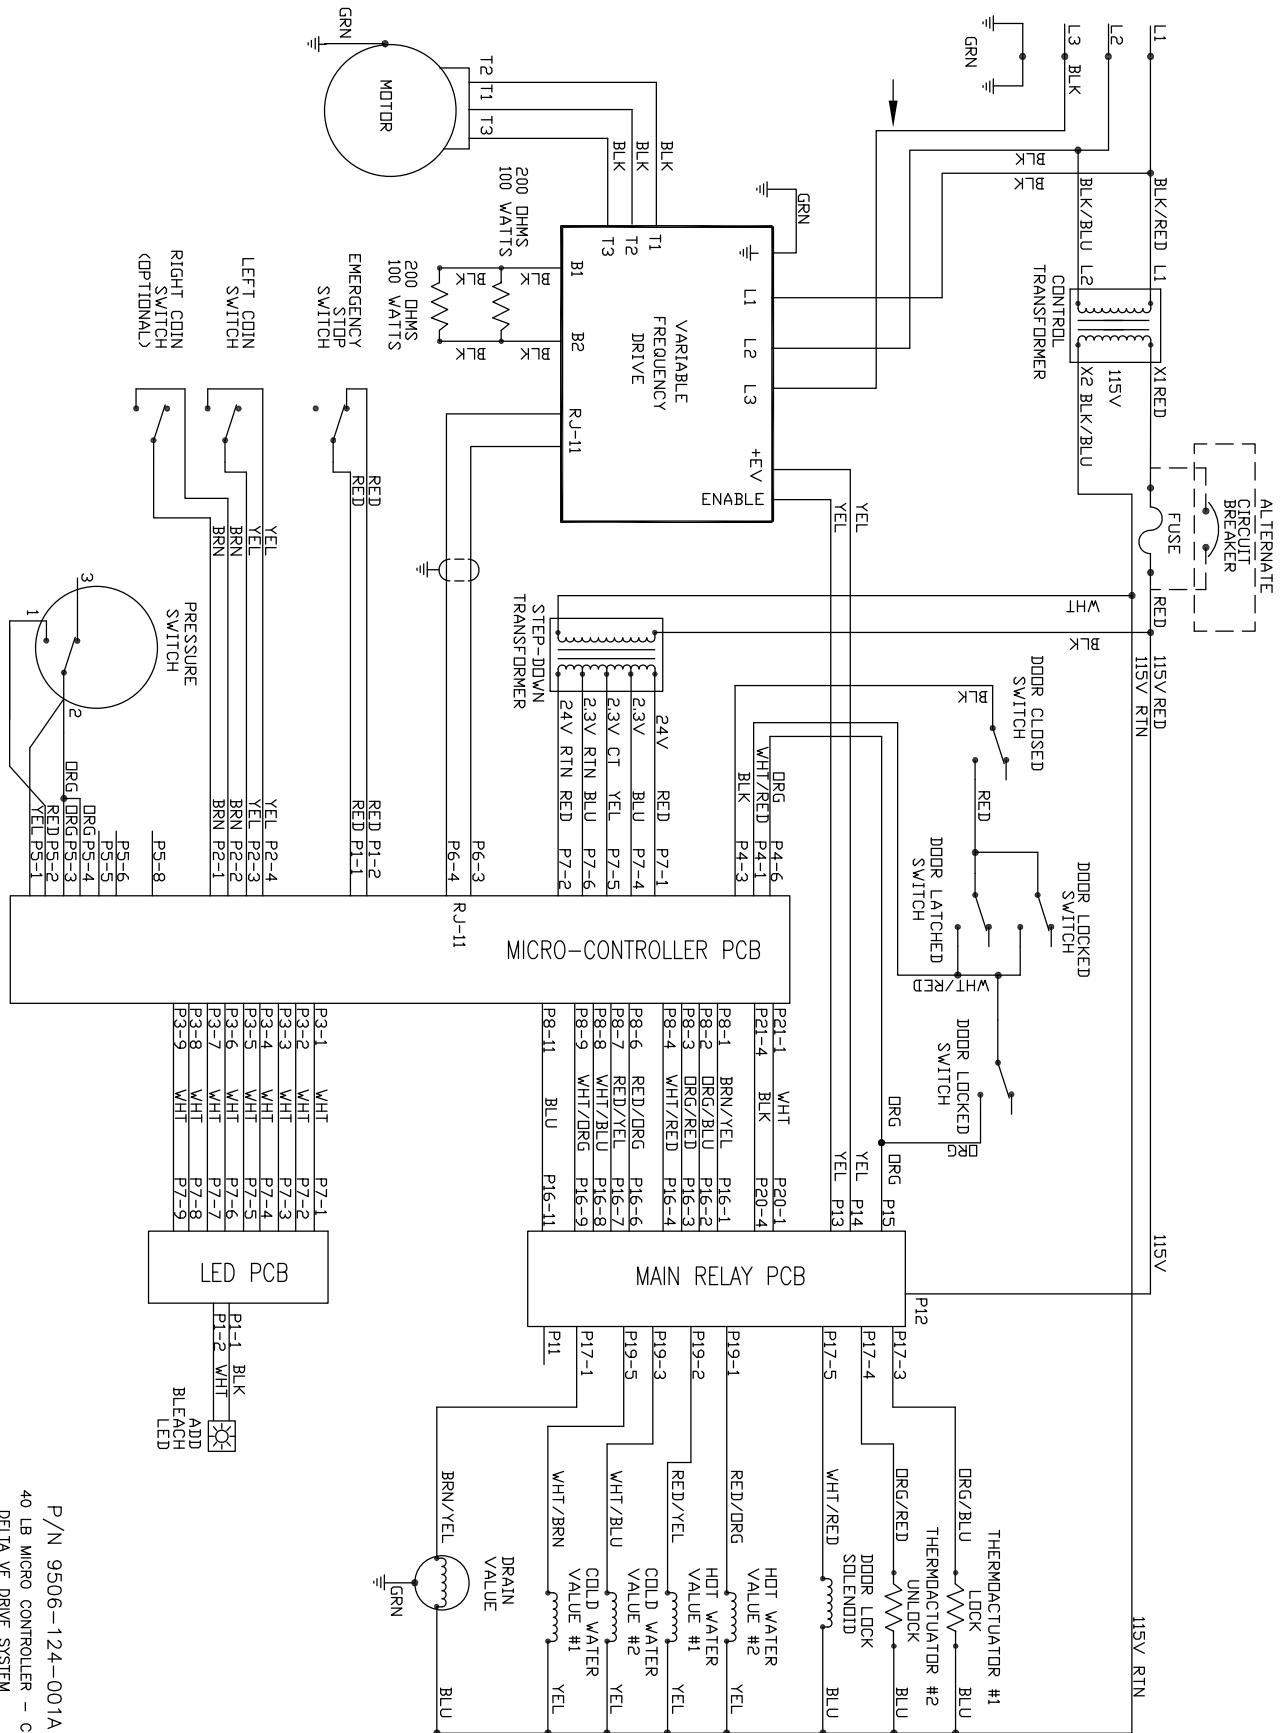 L1
L2
L3 BLK
GRN
BLK/RED L1
BLK/BLU L2
BLK
BLK
CONTROL
TRANSFORMER
X1 RED
115V
X2 BLK/BLU
ALTERNATE
CIRCUIT
BREAKER
FUSE
RED
115V RED
115V RTN
115V
115V RTN
WHT
BLK
GRN
MOTOR
T2
T1
T3
BLK
BLK
BLK
GRN
T1
T2
T3
L1
L2
L3
+EV
ENABLE
VARIABLE
FREQUENCY
DRIVE
B1
B2
RJ-11
200 OHMS
100 WATTS
200 OHMS
100 WATTS
BLK
BLK
BLK
BLK
YEL
YEL
EMERGENCY
STOP
SWITCH
RED
RED
LEFT COIN
SWITCH
YEL
YEL
RIGHT COIN
SWITCH
(OPTIONAL)
BRN
BRN
PRESSURE
SWITCH
3
1
2
STEP-DOWN
TRANSFORMER
24V RED P7-1
2.3V BLU P7-4
2.3V CT YEL P7-5
2.3V RTN BLU P7-6
24V RTN RED P7-2
DOOR CLOSED
SWITCH
BLK
RED
DOOR LATCHED
SWITCH
DOOR LOCKED
SWITCH
WHT/RED
DOOR LOCKED
SWITCH
ORG
ORG P4-6
WHT/RED P4-1
BLK P4-3
P6-3
P6-4
RED P1-2
RED P1-1
YEL P2-4
YEL P2-3
BRN P2-2
BRN P2-1
P5-8
P5-6
P5-5
ORG P5-4
ORG
ORG P5-3
RED P5-2
YEL P5-1
RJ-11
MICRO-CONTROLLER PCB
ORG
ORG P15
YEL P14
YEL P13
P21-1 WHT P20-1
P21-4 BLK P20-4
P8-1 BRN/YEL P16-1
P8-2 ORG/BLU P16-2
P8-3 ORG/RED P16-3
P8-4 WHT/RED P16-4
P8-6 RED/ORG P16-6
P8-7 RED/YEL P16-7
P8-8 WHT/BLU P16-8
P8-9 WHT/ORG P16-9
P8-11 BLU P16-11
P3-1 WHT P7-1
P3-2 WHT P7-2
P3-3 WHT P7-3
P3-4 WHT P7-4
P3-5 WHT P7-5
P3-6 WHT P7-6
P3-7 WHT P7-7
P3-8 WHT P7-8
P3-9 WHT P7-9
MAIN RELAY PCB
P12
LED PCB
P1-1 BLK
P1-2 WHT
ADD
BLEACH
LED
P17-3
P17-4
P17-5
P19-1
P19-2
P19-3
P19-5
P17-1
P11
THERMOACTUATOR #1
LOCK
ORG/BLU
BLU
THERMOACTUATOR #2
UNLOCK
ORG/RED
BLU
DOOR LOCK
SOLENOID
WHT/RED
BLU
HOT WATER
VALUE #2
RED/ORG
YEL
HOT WATER
VALUE #1
RED/YEL
YEL
COLD WATER
VALUE #2
WHT/BLU
YEL
COLD WATER
VALUE #1
WHT/BRN
YEL
DRAIN
VALUE
BRN/YEL
GRN
BLU
P/N 9506-124-001A
40 LB MICRO CONTROLLER - C
DELTA VF DRIVE SYSTEM